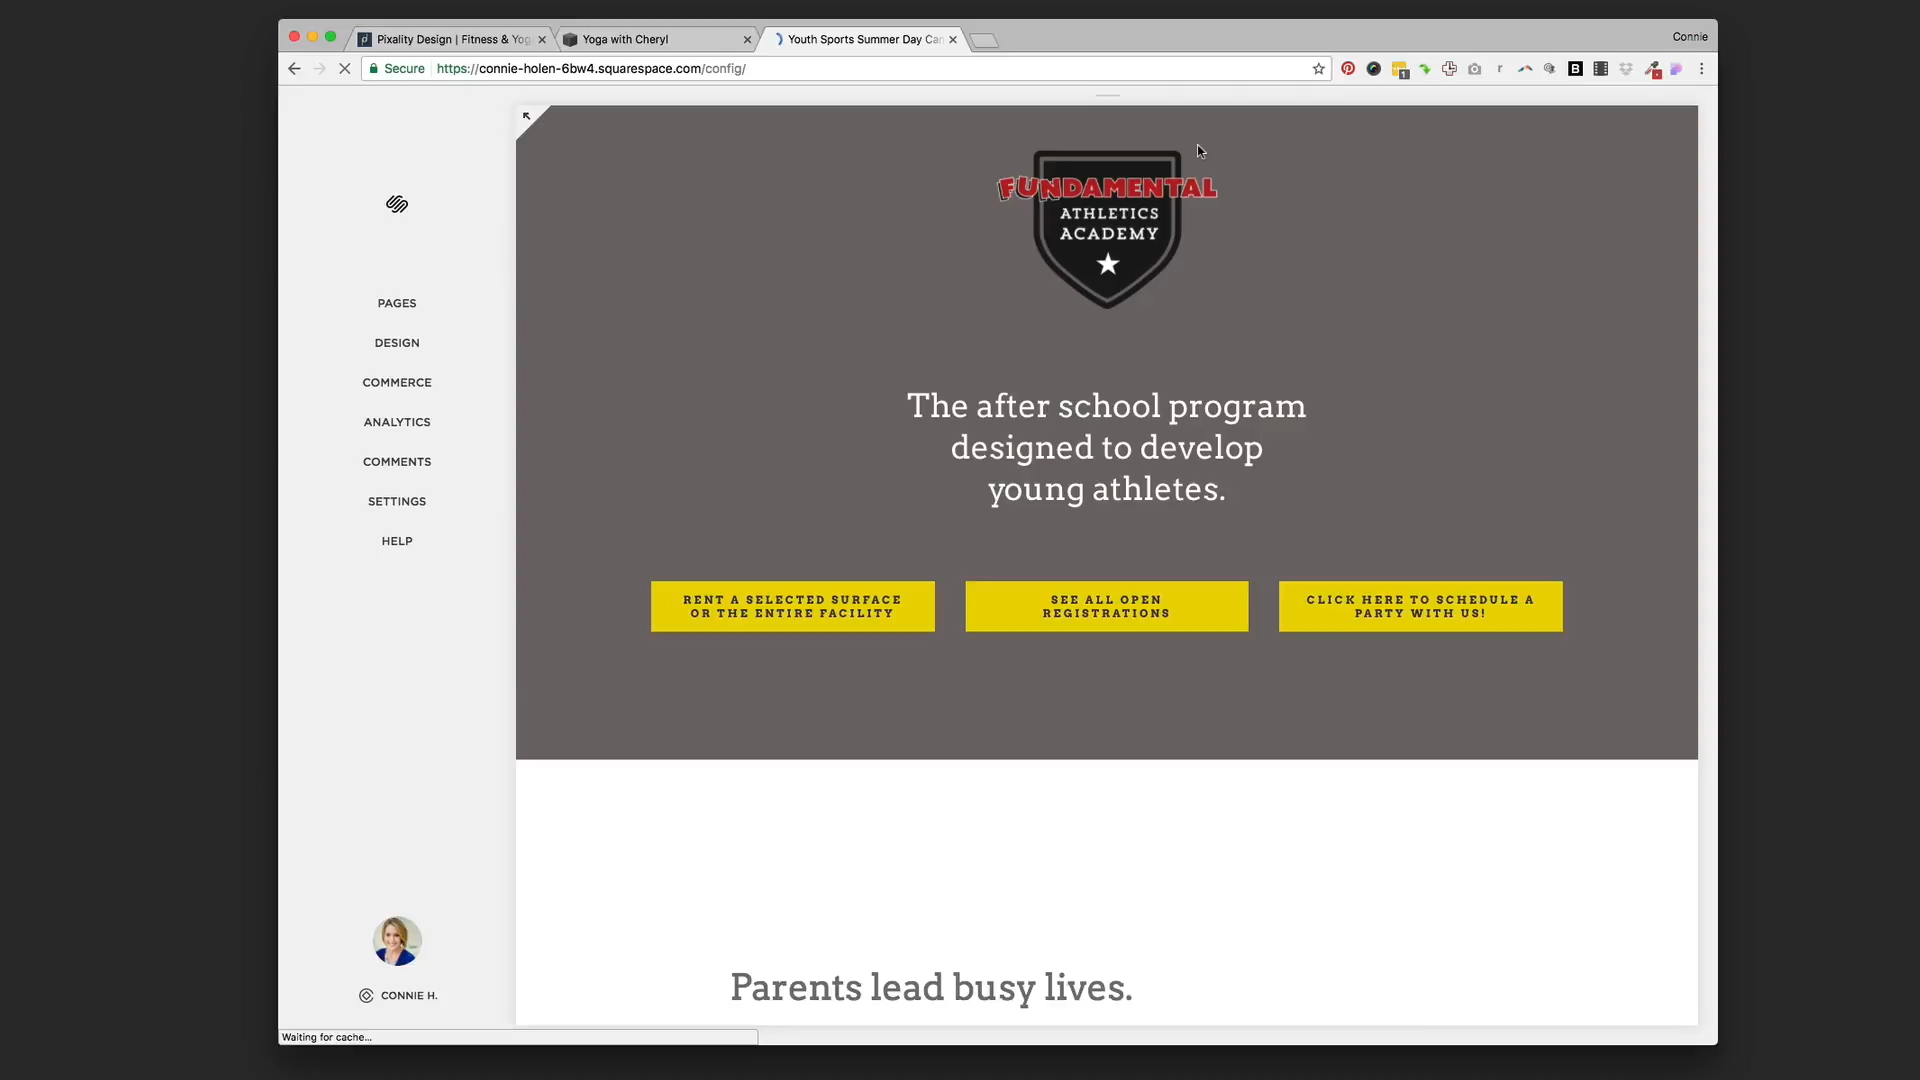 Pixality Design | Fitness & Yog
Yoga with Cheryl
Youth Sports Summer Day Car
Connie
Secure
https://connie-holen-6bw4.squarespace.com/config/
1
r
B
FUNDAMENTAL
ATHLETICS
ACADEMY
PAGES
DESIGN
COMMERCE
ANALYTICS
COMMENTS
SETTINGS
HELP
The after school program
designed to develop
young athletes.
RENT A SELECTED SURFACE
OR THE ENTIRE FACILITY
SEE ALL OPEN
REGISTRATIONS
CLICK HERE TO SCHEDULE A
PARTY WITH US!
Parents lead busy lives.
CONNIE H.
Waiting for cache...